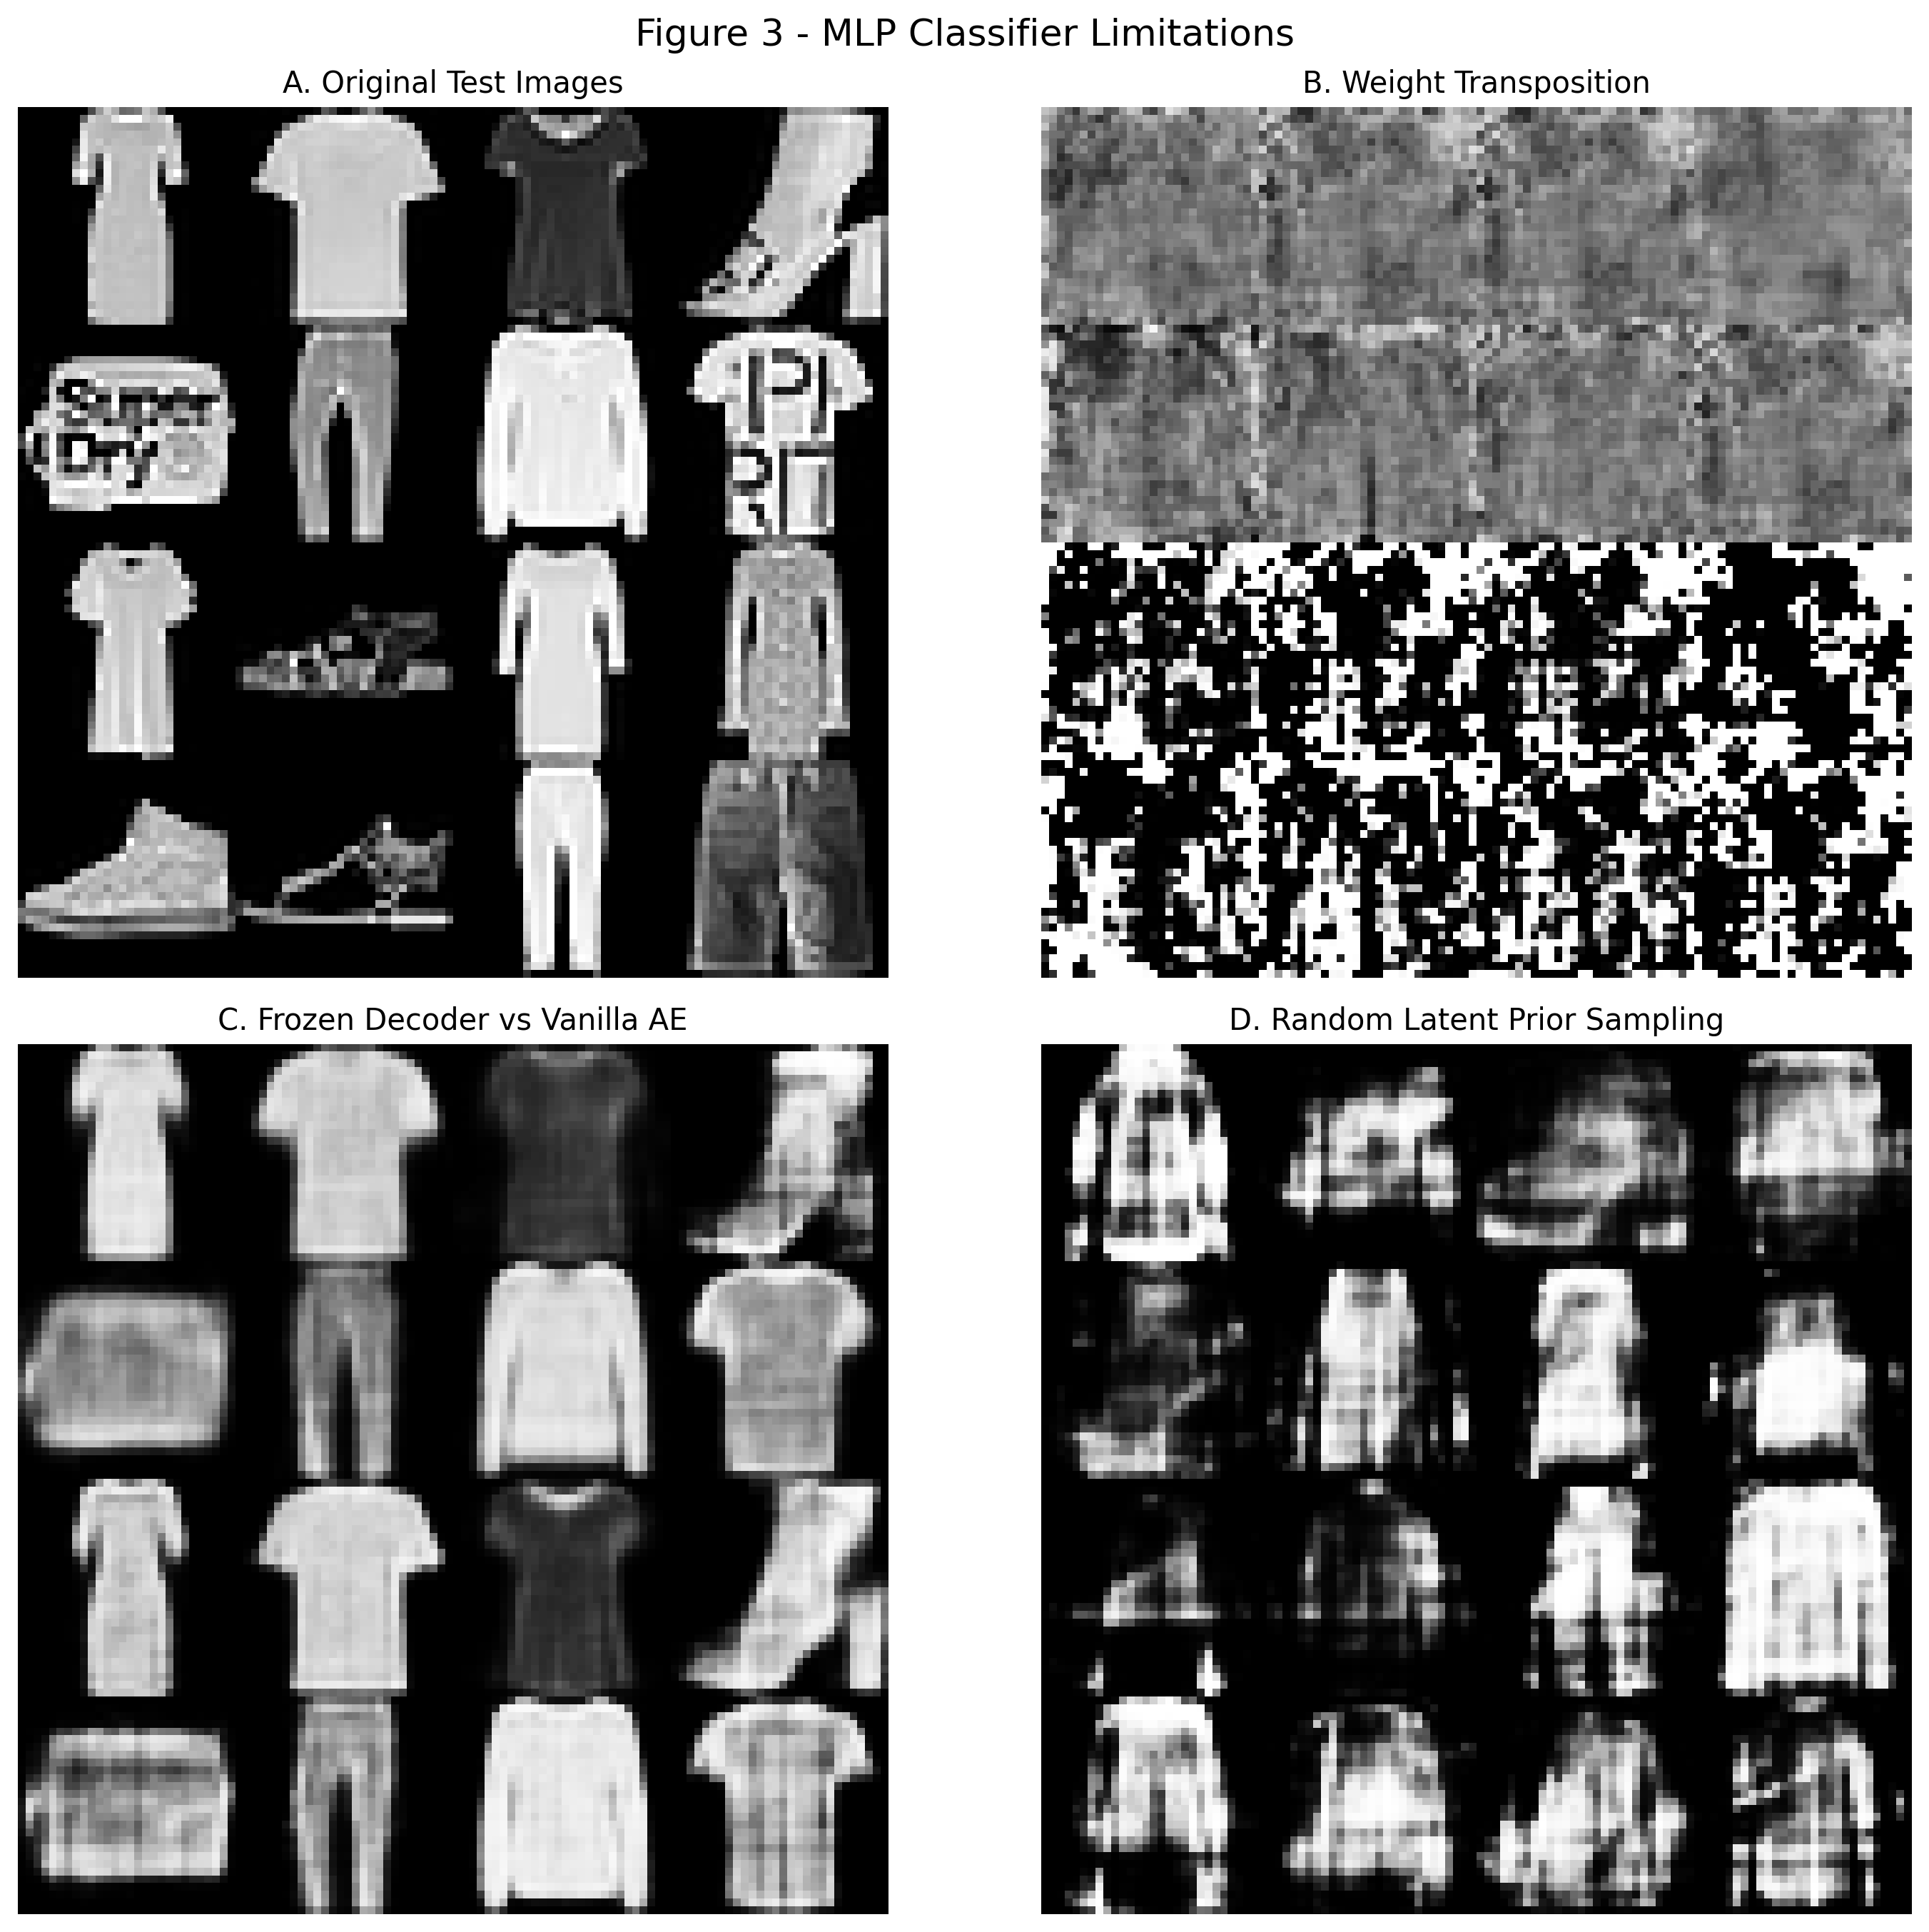 Figure 3 - MLP Classifier Limitations
A. Original Test Images
B. Weight Transposition
Super
Dry
C. Frozen Decoder vs Vanilla AE
D. Random Latent Prior Sampling